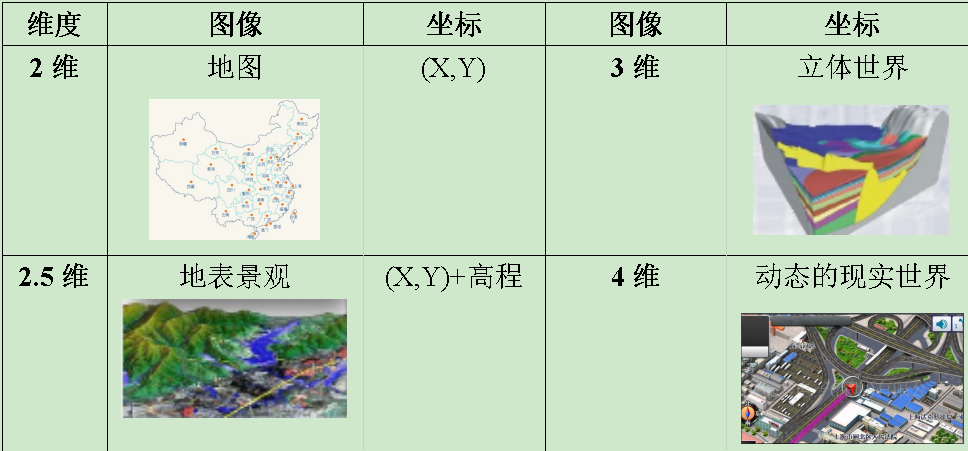 维度 图像 坐标 图像 坐标
2 维 地图 (X,Y) 3 维 立体世界
2.5 维 地表景观 (X,Y)+高程 4 维 动态的现实世界